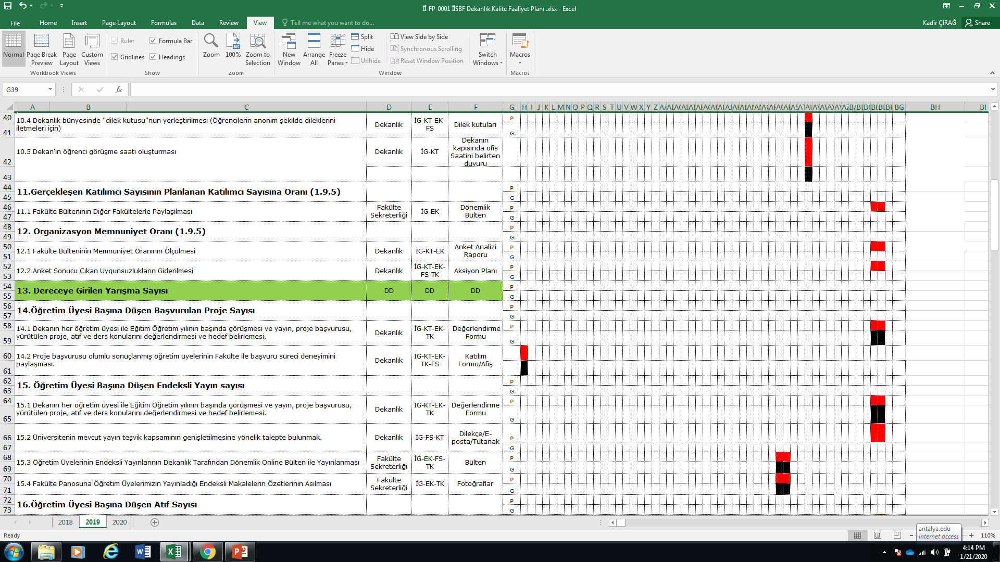 İİ-FP-0001 İİSBF Dekanlık Kalite Faaliyet Planı .xlsx - Excel
File Home Insert Page Layout Formulas Data Review View Tell me what you want to do... Kadir ÇIRAĞ Share
Normal Page Break Preview Page Layout Custom Views
Workbook Views
Ruler Formula Bar
Gridlines Headings
Show
Zoom 100% Zoom to Selection
Zoom
New Window Arrange All Freeze Panes
Split
Hide
Unhide
View Side by Side
Synchronous Scrolling
Reset Window Position
Window
Switch Windows
Macros
Macros
G39 fx
A B C D E F G H I J K L M N O P Q R S T U V W X Y Z BG BH BI
40 10.4 Dekanlık bünyesinde "dilek kutusu"nun yerleştirilmesi (Öğrencilerin anonim şekilde dileklerini iletmeleri için) Dekanlık İG-KT-EK-FS Dilek kutuları P
41 G
42 10.5 Dekan'ın öğrenci görüşme saati oluşturması Dekanlık İG-KT Dekanın kapısında ofis Saatini belirten duyuru
43
44 11.Gerçekleşen Katılımcı Sayısının Planlanan Katılımcı Sayısına Oranı (1.9.5) P
45 G
46 11.1 Fakülte Bülteninin Diğer Fakültelerle Paylaşılması Fakülte Sekreterliği İG-EK Dönemlik Bülten P
47 G
48 12. Organizasyon Memnuniyet Oranı (1.9.5) P
49 G
50 12.1 Fakülte Bülteninin Memnuniyet Oranının Ölçülmesi Dekanlık İG-KT-EK Anket Analizi Raporu P
51 G
52 12.2 Anket Sonucu Çıkan Uygunsuzlukların Giderilmesi Dekanlık İG-KT-EK-FS-TK Aksiyon Planı P
53 G
54 13. Dereceye Girilen Yarışma Sayısı DD DD DD P
55 G
56 14.Öğretim Üyesi Başına Düşen Başvurulan Proje Sayısı P
57 G
58 14.1 Dekanın her öğretim üyesi ile Eğitim Öğretim yılının başında görüşmesi ve yayın, proje başvurusu, yürütülen proje, atıf ve ders konularını değerlendirmesi ve hedef belirlemesi. Dekanlık İG-KT-EK-TK Değerlendirme Formu P
59 G
60 14.2 Proje başvurusu olumlu sonuçlanmış öğretim üyelerinin Fakülte ile başvuru süreci deneyimini paylaşması. Dekanlık İG-KT-EK-TK-FS Katılım Formu/Afiş
61
62 15. Öğretim Üyesi Başına Düşen Endeksli Yayın sayısı P
63 G
64 15.1 Dekanın her öğretim üyesi ile Eğitim Öğretim yılının başında görüşmesi ve yayın, proje başvurusu, yürütülen proje, atıf ve ders konularını değerlendirmesi ve hedef belirlemesi. Dekanlık İG-KT-EK-TK Değerlendirme Formu P
65 G
66 15.2 Üniversitenin mevcut yayın teşvik kapsamının genişletilmesine yönelik talepte bulunmak. Dekanlık İG-FS-KT Dilekçe/E-posta/Tutanak P
67 G
68 15.3 Öğretim Üyelerinin Endeksli Yayınlarının Dekanlık Tarafından Dönemlik Online Bülten ile Yayınlanması Fakülte Sekreterliği İG-EK-FS-TK Bülten P
69 G
70 15.4 Fakülte Panosuna Öğretim Üyelerimizin Yayınladığı Endeksli Makalelerin Özetlerinin Asılması Fakülte Sekreterliği İG-EK-TK Fotoğraflar P
71 G
72 16.Öğretim Üyesi Başına Düşen Atıf Sayısı P
73 G
2018 2019 2020
Ready 110%
antalya.edu
Internet access
4:14 PM
1/21/2020